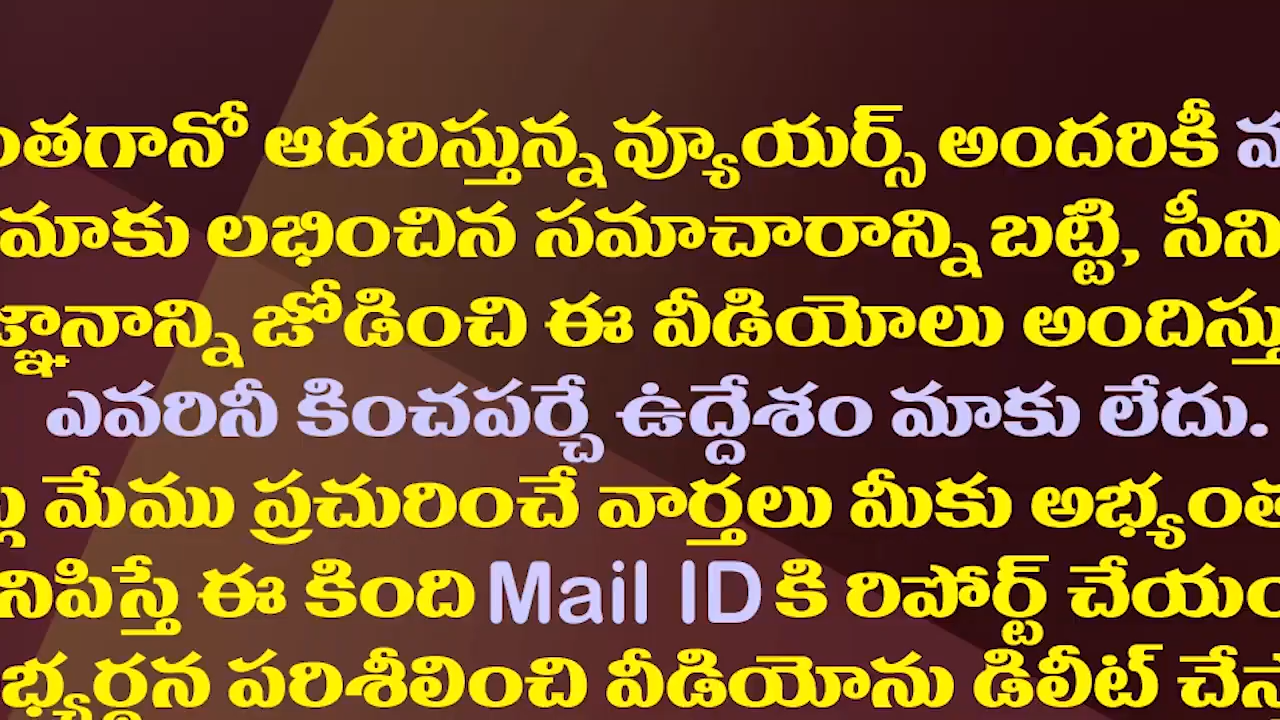 ంతగానో ఆదరిస్తున్న వ్యూయర్స్ అందరికీ
మాకు లభించిన సమాచారాన్ని బట్టి, సీని
జ్ఞానాన్ని జోడించి ఈ వీడియోలు అందిస్తు
ఎవరినీ కించపర్చే ఉద్దేశం మాకు లేదు.
మేము ప్రచురించే వార్తలు మీకు అభ్యంత
నిపిస్తే ఈ కింది Mail ID కి రిపోర్ట్ చేయం
భ్యర్థన పరిశీలించి వీడియోను డిలీట్ చేస